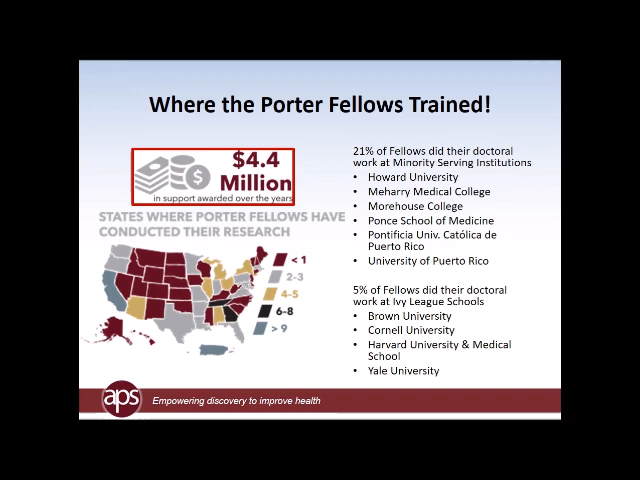 Where the Porter Fellows Trained!
$4.4
Million
in support awarded over the years
STATES WHERE PORTER FELLOWS HAVE
CONDUCTED THEIR RESEARCH
< 1
2-3
4-5
6-8
> 9
21% of Fellows did their doctoral
work at Minority Serving Institutions
• Howard University
• Meharry Medical College
• Morehouse College
• Ponce School of Medicine
• Pontificia Univ. Católica de
Puerto Rico
• University of Puerto Rico
5% of Fellows did their doctoral
work at Ivy League Schools
• Brown University
• Cornell University
• Harvard University & Medical
School
• Yale University
aps
Empowering discovery to improve health